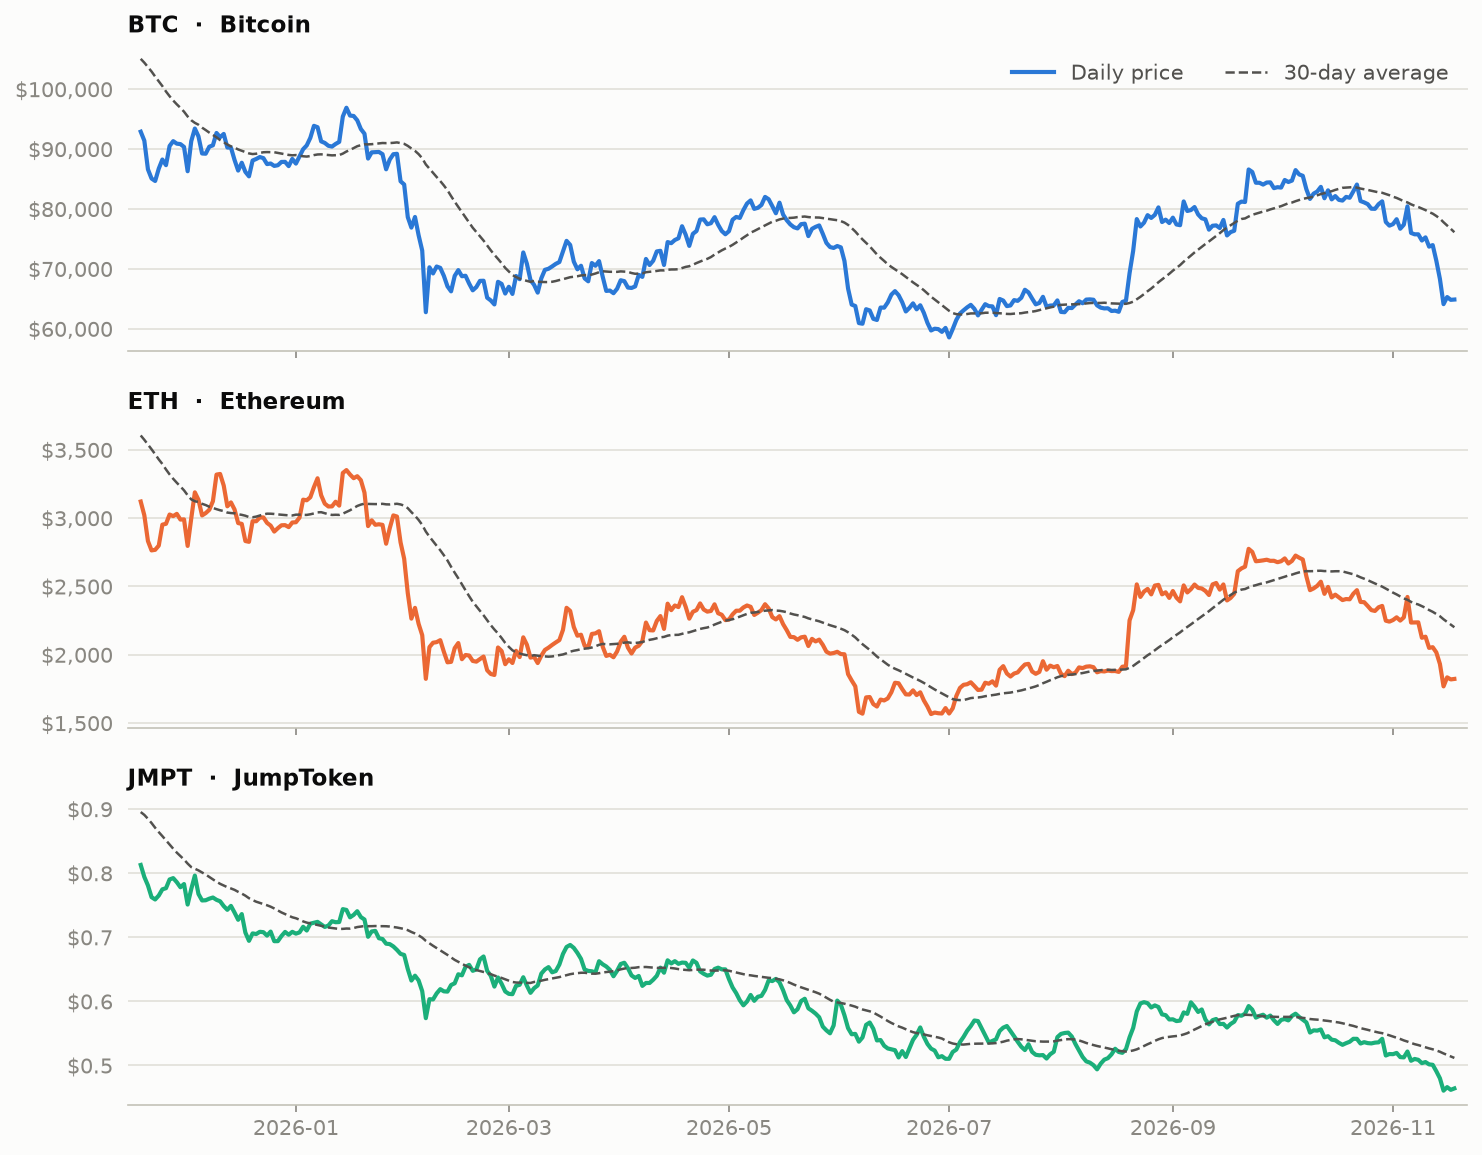 BTC · Bitcoin
Daily price
30-day average
$100,000
$90,000
$80,000
$70,000
$60,000
ETH · Ethereum
$3,500
$3,000
$2,500
$2,000
$1,500
JMPT · JumpToken
$0.9
$0.8
$0.7
$0.6
$0.5
2026-01 2026-03 2026-05 2026-07 2026-09 2026-11